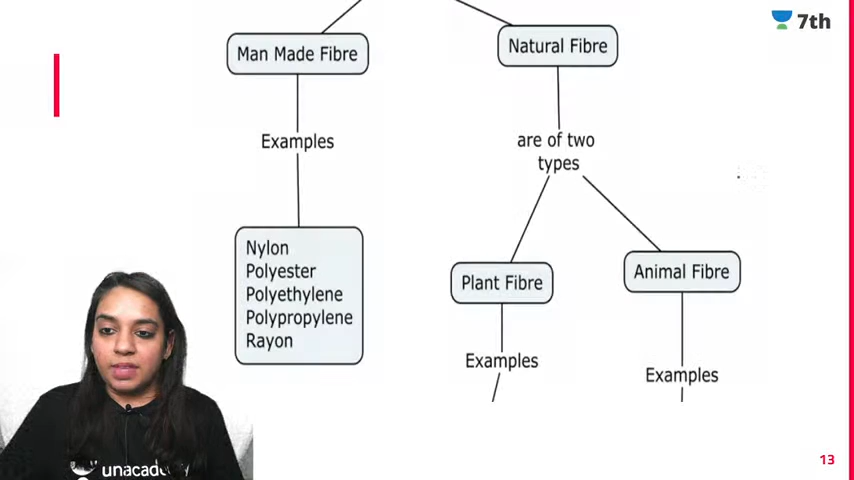 7th
Man Made Fibre
Natural Fibre
Examples
are of two
types
Nylon
Polyester
Polyethylene
Polypropylene
Rayon
Plant Fibre
Animal Fibre
Examples
Examples
unacademy
13